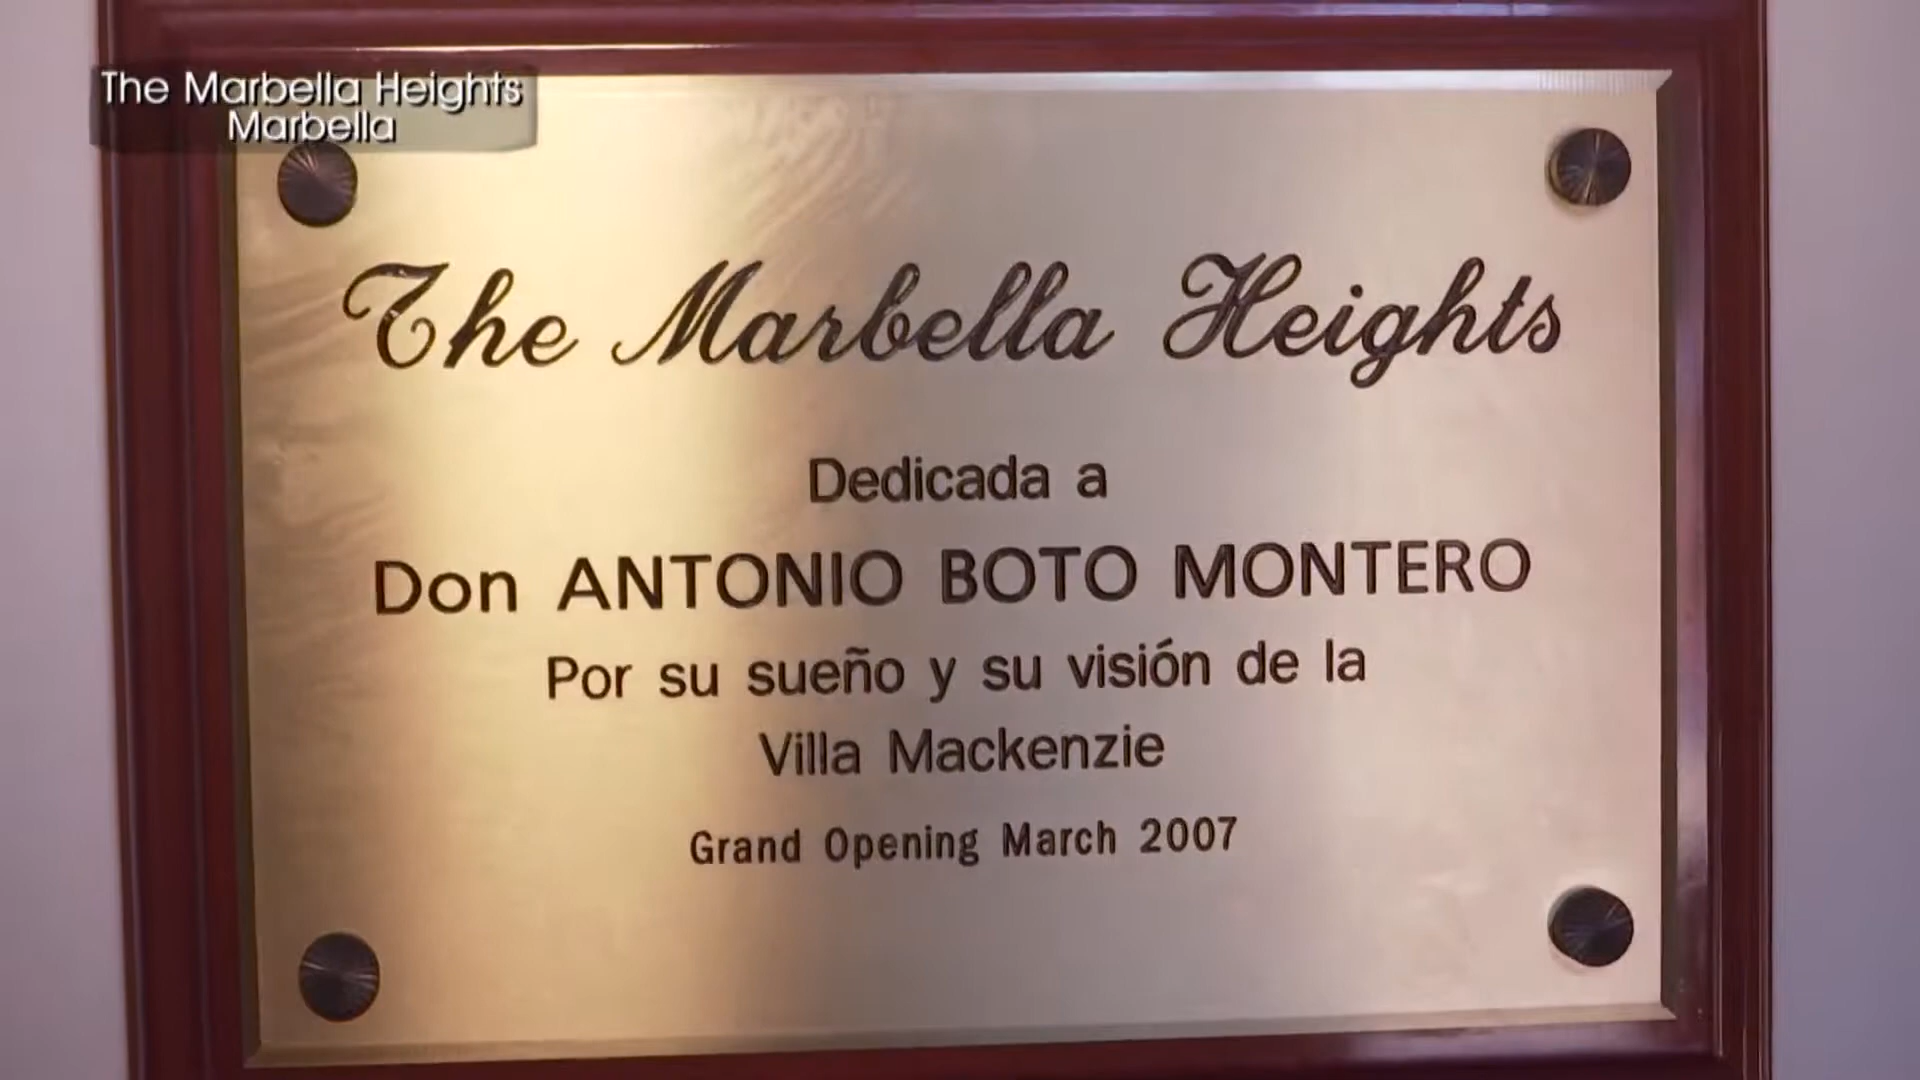 The Marbella Heights
Marbella
The Marbella Heights
Dedicada a
Don ANTONIO BOTO MONTERO
Por su sueño y su visión de la
Villa Mackenzie
Grand Opening March 2007